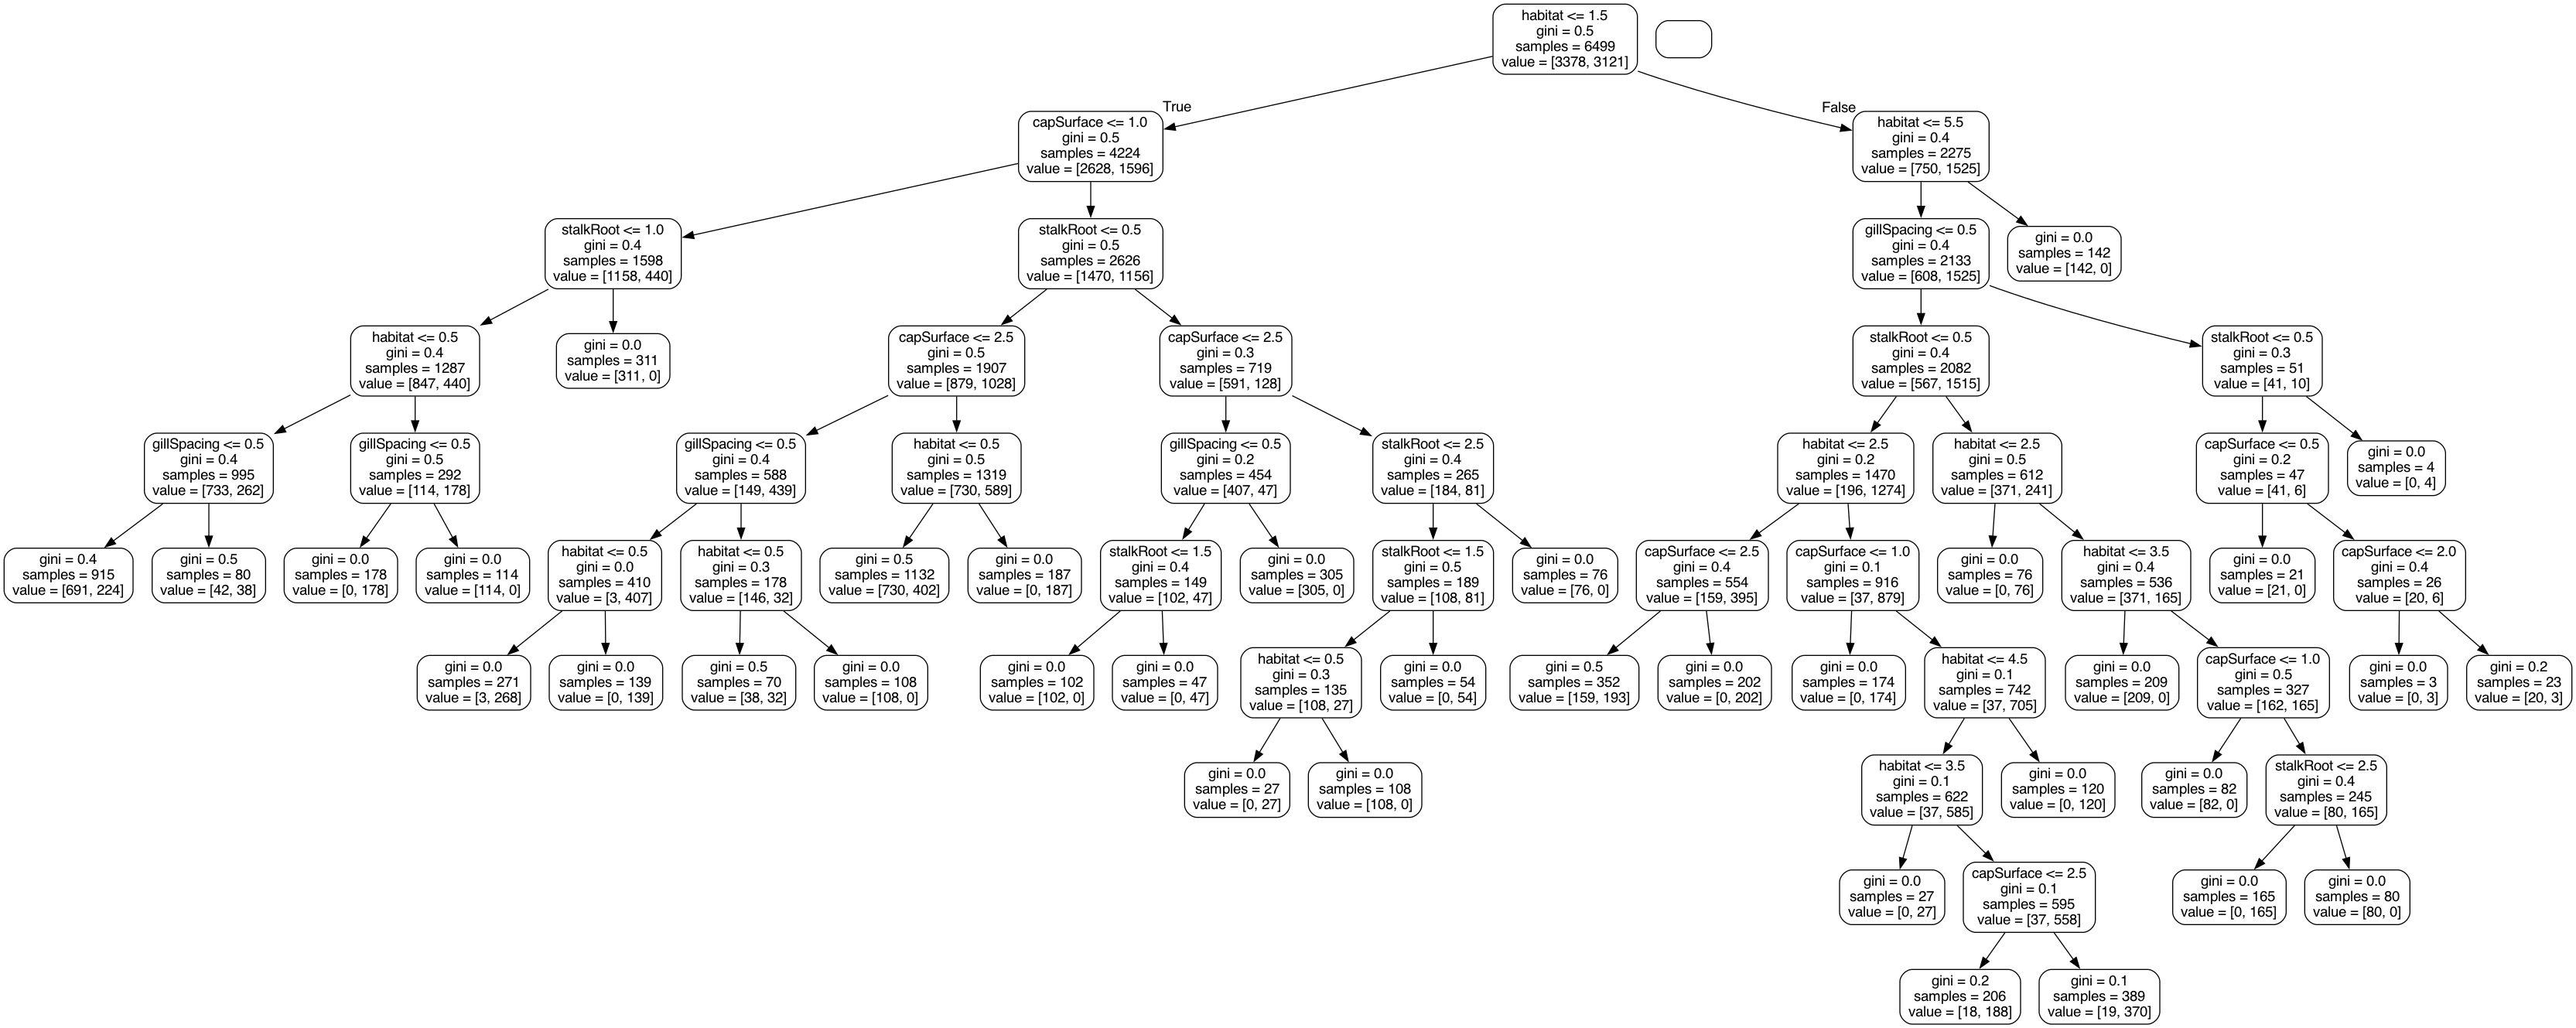 habitat <= 1.5
gini = 0.5
samples = 6499
value = [3378, 3121]
True
False
capSurface <= 1.0
gini = 0.5
samples = 4224
value = [2628, 1596]
habitat <= 5.5
gini = 0.4
samples = 2275
value = [750, 1525]
stalkRoot <= 1.0
gini = 0.4
samples = 1598
value = [1158, 440]
stalkRoot <= 0.5
gini = 0.5
samples = 2626
value = [1470, 1156]
gillSpacing <= 0.5
gini = 0.4
samples = 2133
value = [608, 1525]
gini = 0.0
samples = 142
value = [142, 0]
habitat <= 0.5
gini = 0.4
samples = 1287
value = [847, 440]
gini = 0.0
samples = 311
value = [311, 0]
capSurface <= 2.5
gini = 0.5
samples = 1907
value = [879, 1028]
capSurface <= 2.5
gini = 0.3
samples = 719
value = [591, 128]
stalkRoot <= 0.5
gini = 0.4
samples = 2082
value = [567, 1515]
stalkRoot <= 0.5
gini = 0.3
samples = 51
value = [41, 10]
gillSpacing <= 0.5
gini = 0.4
samples = 995
value = [733, 262]
gillSpacing <= 0.5
gini = 0.5
samples = 292
value = [114, 178]
gillSpacing <= 0.5
gini = 0.4
samples = 588
value = [149, 439]
habitat <= 0.5
gini = 0.5
samples = 1319
value = [730, 589]
gillSpacing <= 0.5
gini = 0.2
samples = 454
value = [407, 47]
stalkRoot <= 2.5
gini = 0.4
samples = 265
value = [184, 81]
habitat <= 2.5
gini = 0.2
samples = 1470
value = [196, 1274]
habitat <= 2.5
gini = 0.5
samples = 612
value = [371, 241]
capSurface <= 0.5
gini = 0.2
samples = 47
value = [41, 6]
gini = 0.0
samples = 4
value = [0, 4]
gini = 0.4
samples = 915
value = [691, 224]
gini = 0.5
samples = 80
value = [42, 38]
gini = 0.0
samples = 178
value = [0, 178]
gini = 0.0
samples = 114
value = [114, 0]
habitat <= 0.5
gini = 0.0
samples = 410
value = [3, 407]
habitat <= 0.5
gini = 0.3
samples = 178
value = [146, 32]
gini = 0.5
samples = 1132
value = [730, 402]
gini = 0.0
samples = 187
value = [0, 187]
stalkRoot <= 1.5
gini = 0.4
samples = 149
value = [102, 47]
gini = 0.0
samples = 305
value = [305, 0]
stalkRoot <= 1.5
gini = 0.5
samples = 189
value = [108, 81]
gini = 0.0
samples = 76
value = [76, 0]
capSurface <= 2.5
gini = 0.4
samples = 554
value = [159, 395]
capSurface <= 1.0
gini = 0.1
samples = 916
value = [37, 879]
gini = 0.0
samples = 76
value = [0, 76]
habitat <= 3.5
gini = 0.4
samples = 536
value = [371, 165]
gini = 0.0
samples = 21
value = [21, 0]
capSurface <= 2.0
gini = 0.4
samples = 26
value = [20, 6]
gini = 0.0
samples = 271
value = [3, 268]
gini = 0.0
samples = 139
value = [0, 139]
gini = 0.5
samples = 70
value = [38, 32]
gini = 0.0
samples = 108
value = [108, 0]
gini = 0.0
samples = 102
value = [102, 0]
gini = 0.0
samples = 47
value = [0, 47]
habitat <= 0.5
gini = 0.3
samples = 135
value = [108, 27]
gini = 0.0
samples = 54
value = [0, 54]
gini = 0.5
samples = 352
value = [159, 193]
gini = 0.0
samples = 202
value = [0, 202]
gini = 0.0
samples = 174
value = [0, 174]
habitat <= 4.5
gini = 0.1
samples = 742
value = [37, 705]
gini = 0.0
samples = 209
value = [209, 0]
capSurface <= 1.0
gini = 0.5
samples = 327
value = [162, 165]
gini = 0.0
samples = 3
value = [0, 3]
gini = 0.2
samples = 23
value = [20, 3]
gini = 0.0
samples = 27
value = [0, 27]
gini = 0.0
samples = 108
value = [108, 0]
habitat <= 3.5
gini = 0.1
samples = 622
value = [37, 585]
gini = 0.0
samples = 120
value = [0, 120]
gini = 0.0
samples = 82
value = [82, 0]
stalkRoot <= 2.5
gini = 0.4
samples = 245
value = [80, 165]
gini = 0.0
samples = 27
value = [0, 27]
capSurface <= 2.5
gini = 0.1
samples = 595
value = [37, 558]
gini = 0.0
samples = 165
value = [0, 165]
gini = 0.0
samples = 80
value = [80, 0]
gini = 0.2
samples = 206
value = [18, 188]
gini = 0.1
samples = 389
value = [19, 370]